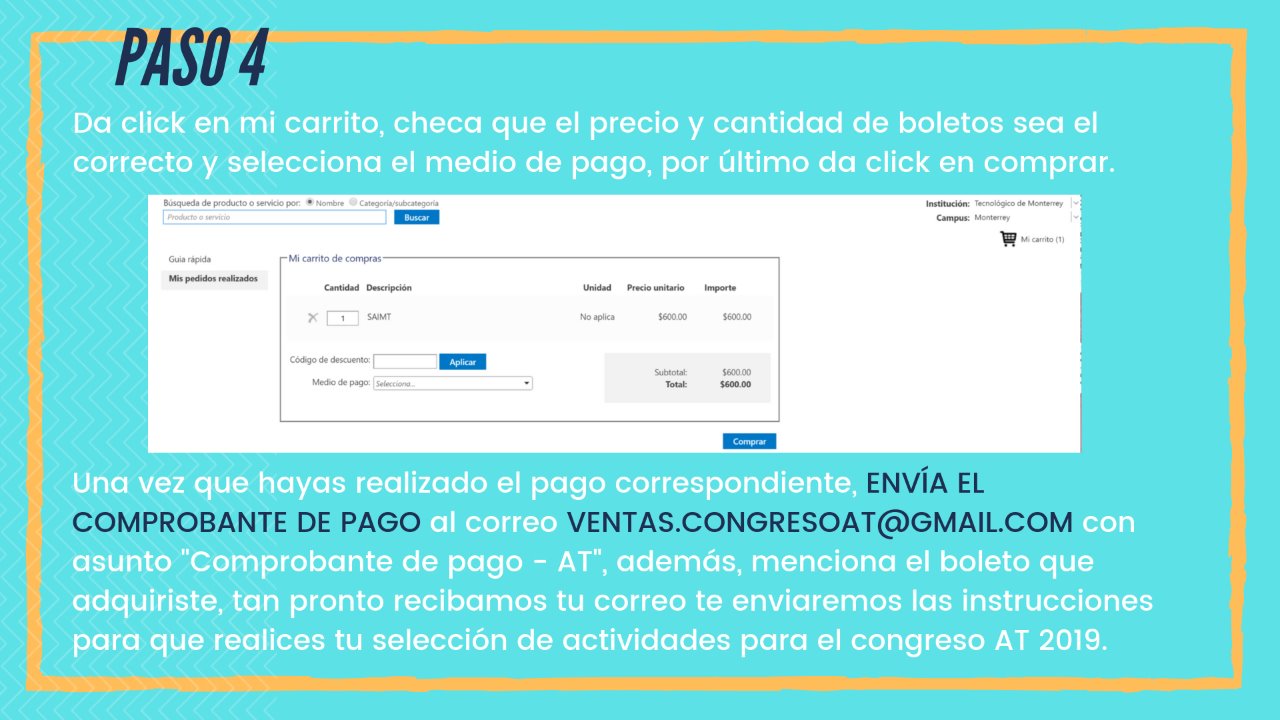 PASO 4
Da click en mi carrito, checa que el precio y cantidad de boletos sea el
correcto y selecciona el medio de pago, por último da click en comprar.
Búsqueda de producto o servicio por: Nombre Categoría/subcategoría
Producto o servicio Buscar
Institución: Tecnológico de Monterrey
Campus: Monterrey
Mi carrito (1)
Guia rápida
Mis pedidos realizados
Mi carrito de compras
Cantidad Descripción Unidad Precio unitario Importe
1 SAIMT No aplica $600.00 $600.00
Código de descuento: Aplicar
Medio de pago: Selecciona...
Subtotal: $600.00
Total: $600.00
Comprar
Una vez que hayas realizado el pago correspondiente, ENVÍA EL
COMPROBANTE DE PAGO al correo VENTAS.CONGRESOAT@GMAIL.COM con
asunto "Comprobante de pago - AT", además, menciona el boleto que
adquiriste, tan pronto recibamos tu correo te enviaremos las instrucciones
para que realices tu selección de actividades para el congreso AT 2019.